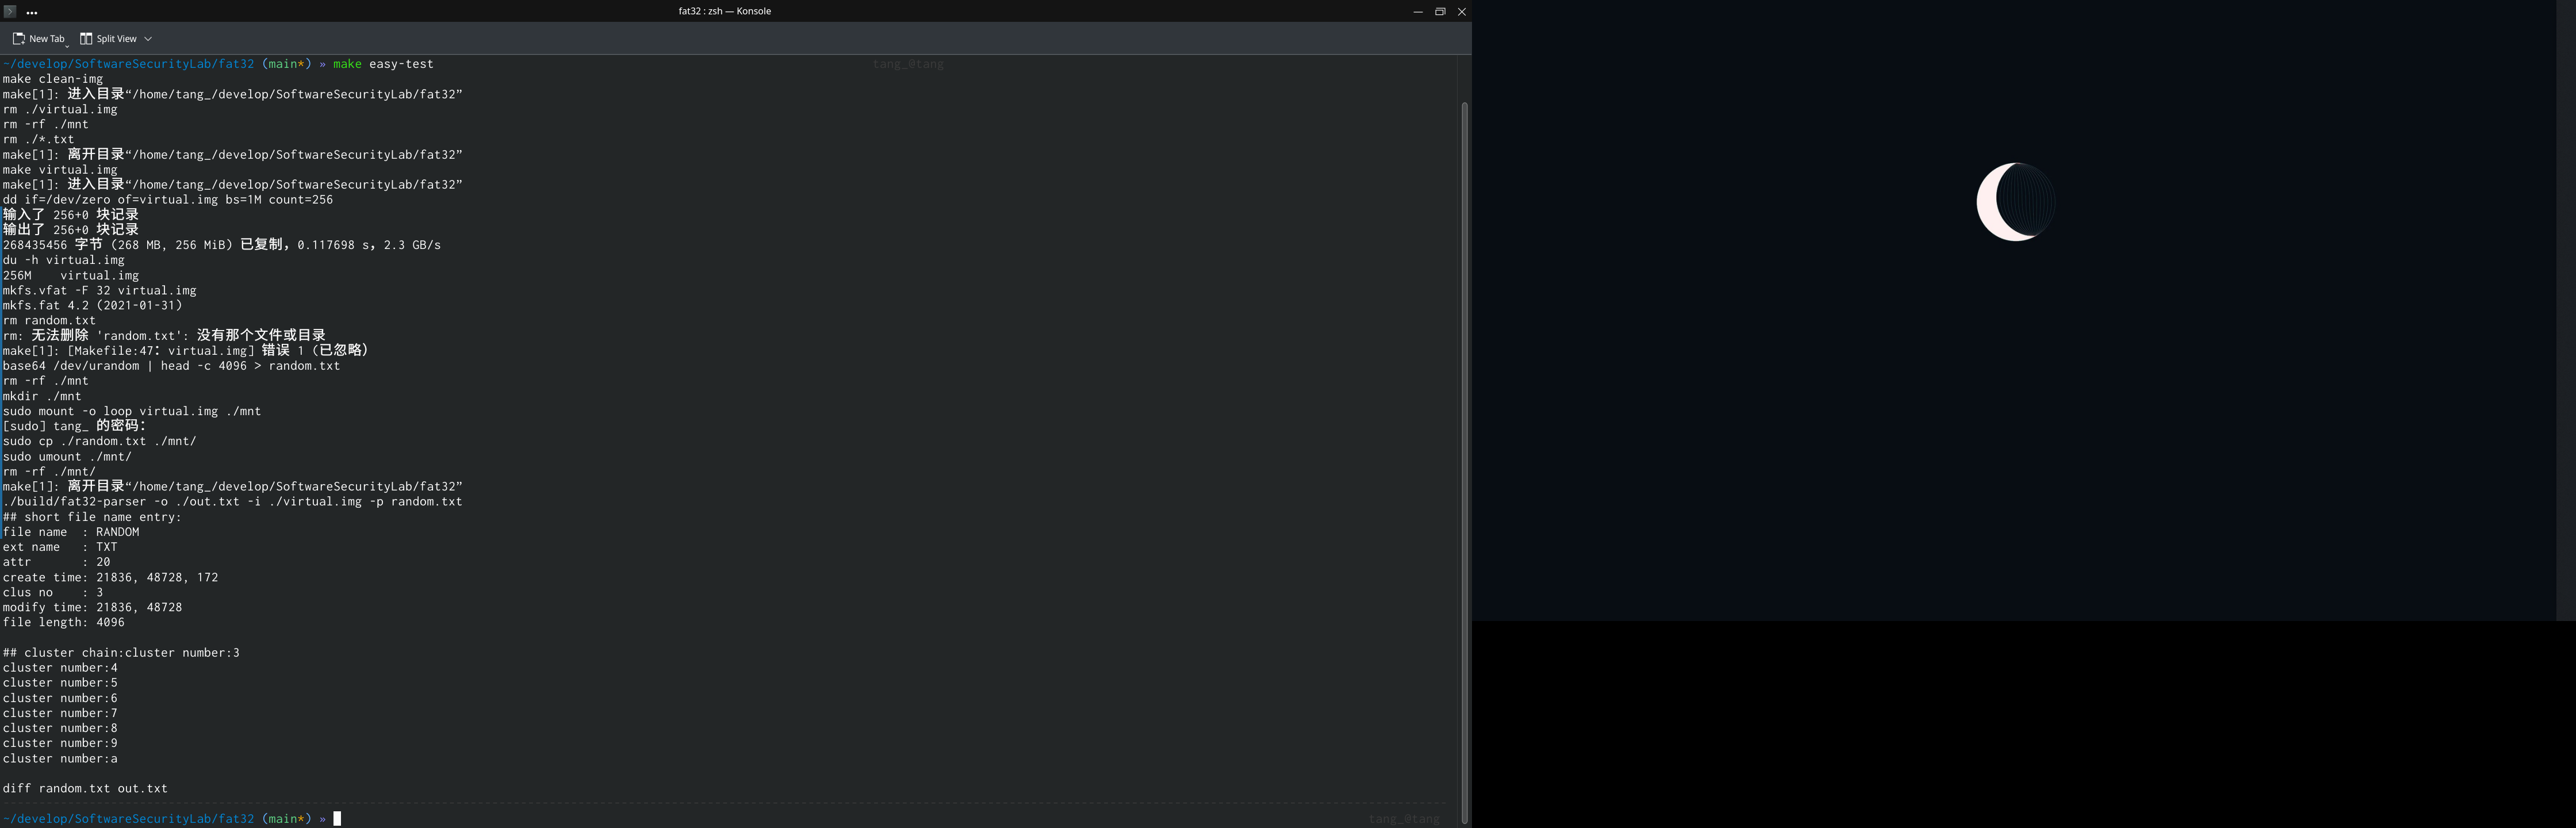 fat32 : zsh — Konsole
New Tab
Split View
~/develop/SoftwareSecurityLab/fat32 (main*) » make easy-test tang_@tang
make clean-img
make[1]: 进入目录“/home/tang_/develop/SoftwareSecurityLab/fat32”
rm ./virtual.img
rm -rf ./mnt
rm ./*.txt
make[1]: 离开目录“/home/tang_/develop/SoftwareSecurityLab/fat32”
make virtual.img
make[1]: 进入目录“/home/tang_/develop/SoftwareSecurityLab/fat32”
dd if=/dev/zero of=virtual.img bs=1M count=256
输入了 256+0 块记录
输出了 256+0 块记录
268435456 字节 (268 MB, 256 MiB) 已复制，0.117698 s，2.3 GB/s
du -h virtual.img
256M virtual.img
mkfs.vfat -F 32 virtual.img
mkfs.fat 4.2 (2021-01-31)
rm random.txt
rm: 无法删除 'random.txt': 没有那个文件或目录
make[1]: [Makefile:47：virtual.img] 错误 1（已忽略）
base64 /dev/urandom | head -c 4096 > random.txt
rm -rf ./mnt
mkdir ./mnt
sudo mount -o loop virtual.img ./mnt
[sudo] tang_ 的密码：
sudo cp ./random.txt ./mnt/
sudo umount ./mnt/
rm -rf ./mnt/
make[1]: 离开目录“/home/tang_/develop/SoftwareSecurityLab/fat32”
./build/fat32-parser -o ./out.txt -i ./virtual.img -p random.txt
## short file name entry:
file name : RANDOM
ext name : TXT
attr : 20
create time: 21836, 48728, 172
clus no : 3
modify time: 21836, 48728
file length: 4096
## cluster chain:cluster number:3
cluster number:4
cluster number:5
cluster number:6
cluster number:7
cluster number:8
cluster number:9
cluster number:a
diff random.txt out.txt
~/develop/SoftwareSecurityLab/fat32 (main*) » tang_@tang